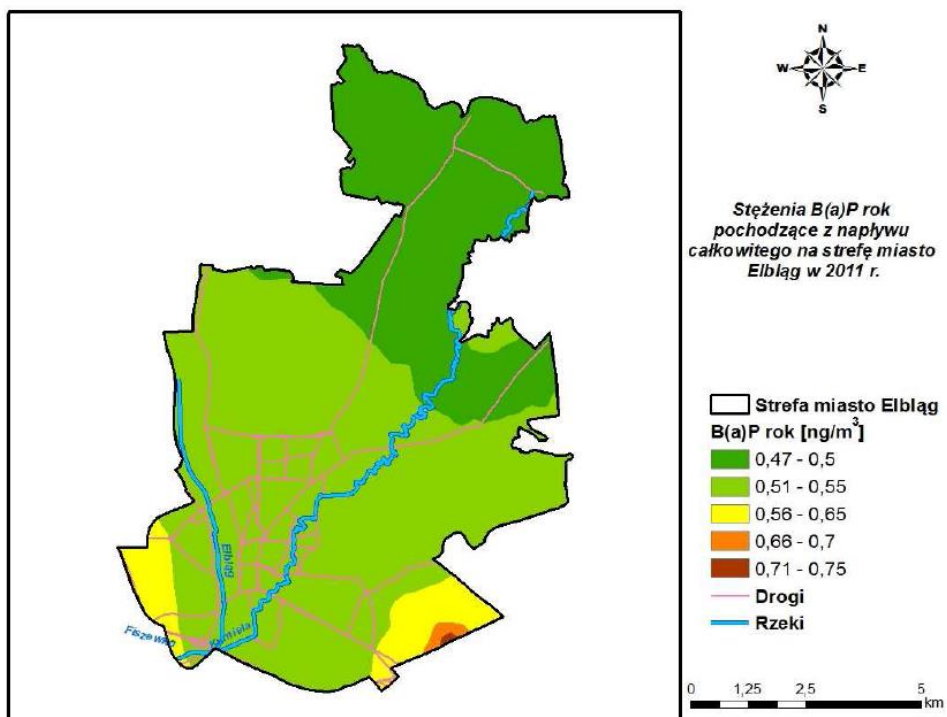 N
W E
S
Stężenia B(a)P rok
pochodzące z napływu
całkowitego na strefę miasto
Elbląg w 2011 r.
Strefa miasto Elbląg
B(a)P rok [ng/m³]
0,47 - 0,5
0,51 - 0,55
0,56 - 0,65
0,66 - 0,7
0,71 - 0,75
Drogi
Rzeki
0 1,25 2,5 5
km
Elbląg
Fiszewka
Kumiela